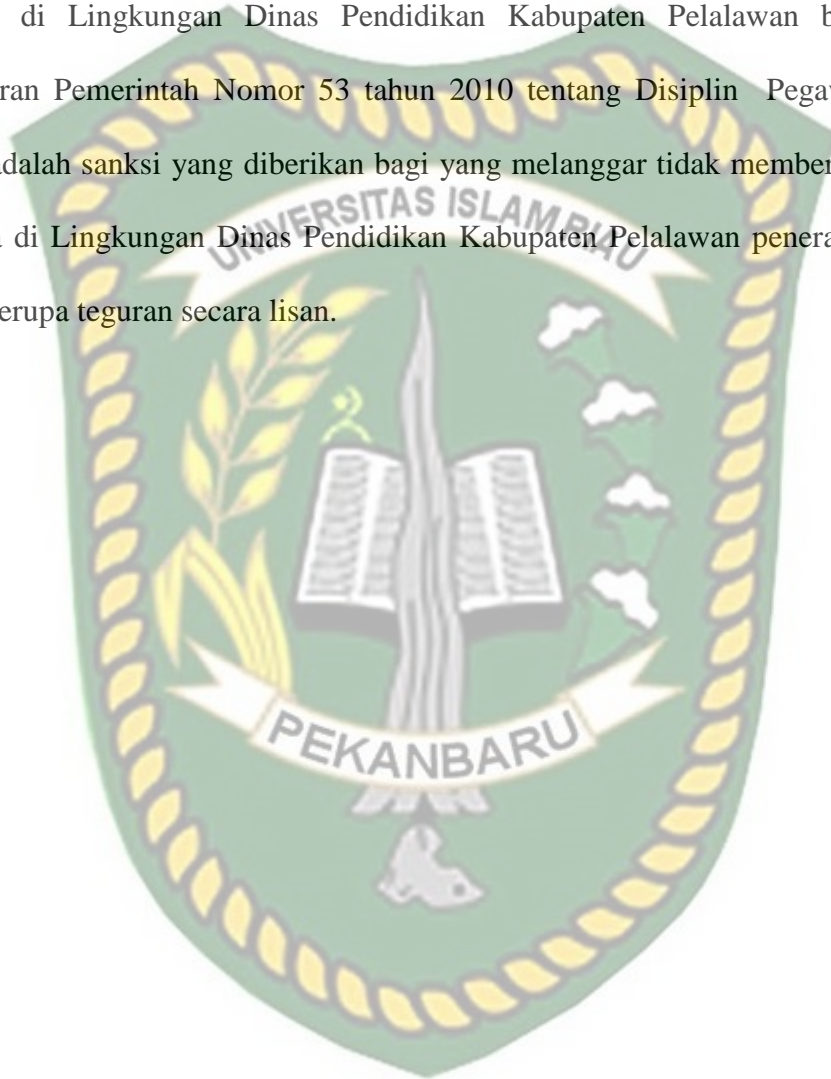 di Lingkungan Dinas Pendidikan Kabupaten Pelalawan b
ran Pemerintah Nomor 53 tahun 2010 tentang Disiplin Pegaw
adalah sanksi yang diberikan bagi yang melanggar tidak member
di Lingkungan Dinas Pendidikan Kabupaten Pelalawan penera
erupa teguran secara lisan.
UNIVERSITAS ISLAM RIAU
PEKANBARU